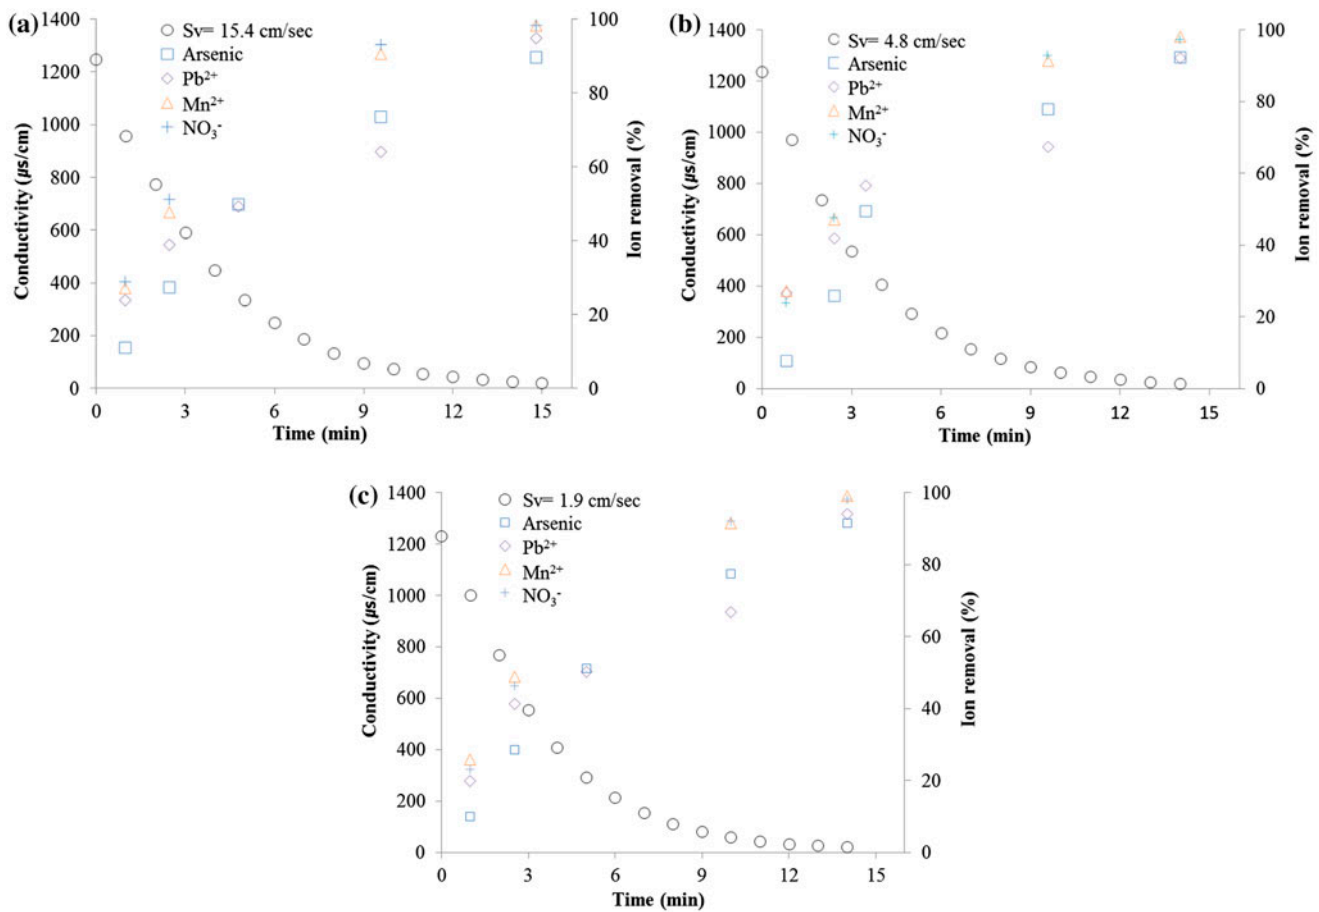 (a)
Sv= 15.4 cm/sec
Arsenic
Pb²⁺
Mn²⁺
NO₃⁻
1400
1200
1000
800
600
400
200
0
Conductivity (µs/cm)
100
80
60
40
20
0
Ion removal (%)
0 3 6 9 12 15
Time (min)
(b)
Sv= 4.8 cm/sec
Arsenic
Pb²⁺
Mn²⁺
NO₃⁻
1400
1200
1000
800
600
400
200
0
Conductivity (µs/cm)
100
80
60
40
20
0
Ion removal (%)
0 3 6 9 12 15
Time (min)
(c)
Sv= 1.9 cm/sec
Arsenic
Pb²⁺
Mn²⁺
NO₃⁻
1400
1200
1000
800
600
400
200
0
Conductivity (µs/cm)
100
80
60
40
20
0
Ion removal (%)
0 3 6 9 12 15
Time (min)